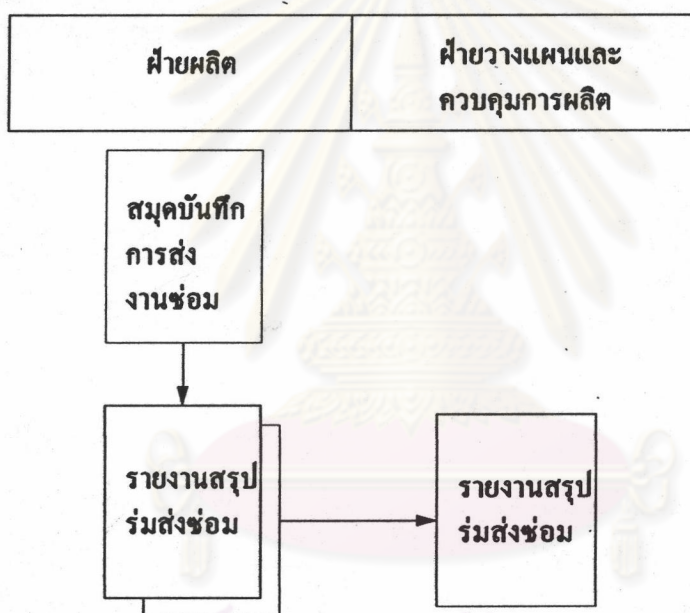 ฝ่ายผลิต
ฝ่ายวางแผนและ
ควบคุมการผลิต
สมุดบันทึก
การส่ง
งานซ่อม
รายงานสรุป
ร่มส่งซ่อม
รายงานสรุป
ร่มส่งซ่อม